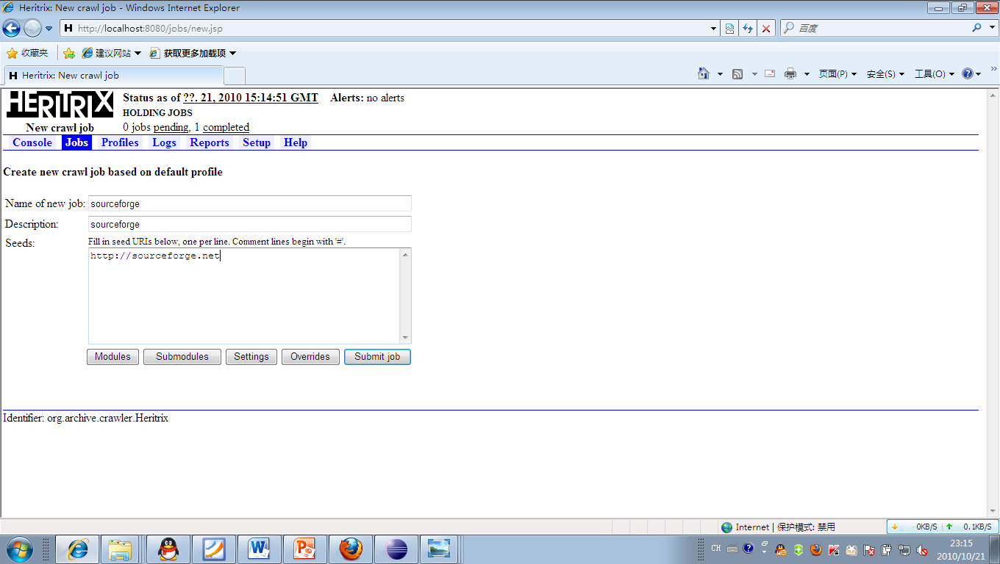 Heritrix: New crawl job - Windows Internet Explorer
H http://localhost:8080/jobs/new.jsp
百度
收藏夹 建议网站 获取更多加载项
H Heritrix: New crawl job
页面(P) 安全(S) 工具(O)
HERITRIX
Status as of ??. 21, 2010 15:14:51 GMT Alerts: no alerts
HOLDING JOBS
New crawl job
0 jobs pending, 1 completed
Console Jobs Profiles Logs Reports Setup Help
Create new crawl job based on default profile
Name of new job: sourceforge
Description: sourceforge
Seeds: Fill in seed URIs below, one per line. Comment lines begin with '#'.
http://sourceforge.net
Modules Submodules Settings Overrides Submit job
Identifier: org.archive.crawler.Heritrix
Internet | 保护模式: 禁用
0KB/S 0.1KB/S
CH
23:15
2010/10/21